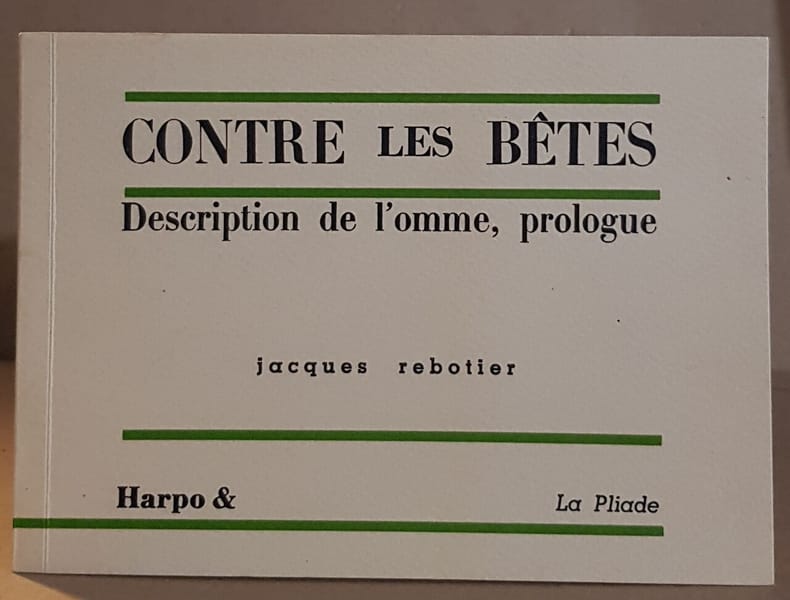 CONTRE LES BÊTES
Description de l'omme, prologue
jacques rebotier
Harpo &
La Pliade